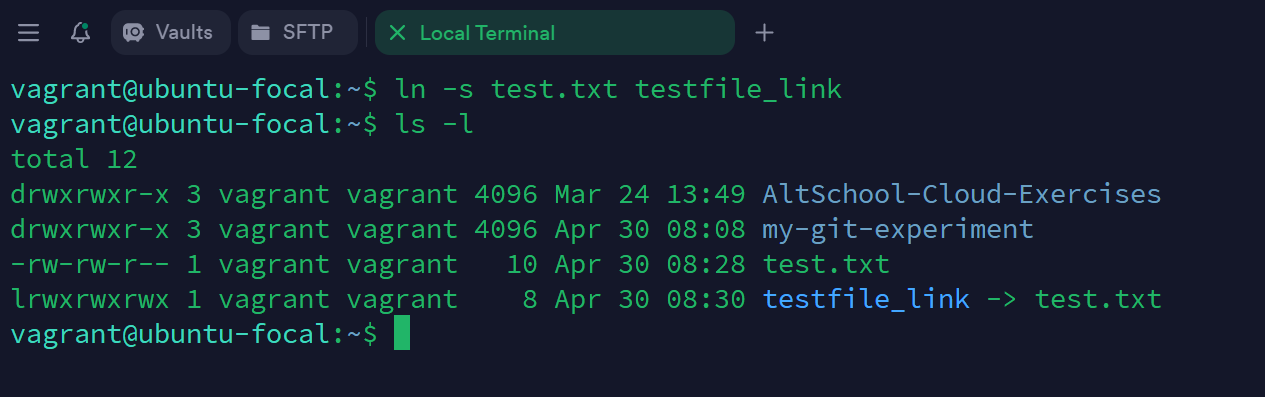 Vaults SFTP Local Terminal
vagrant@ubuntu-focal:~$ ln -s test.txt testfile_link
vagrant@ubuntu-focal:~$ ls -l
total 12
drwxrwxr-x 3 vagrant vagrant 4096 Mar 24 13:49 AltSchool-Cloud-Exercises
drwxrwxr-x 3 vagrant vagrant 4096 Apr 30 08:08 my-git-experiment
-rw-rw-r-- 1 vagrant vagrant   10 Apr 30 08:28 test.txt
lrwxrwxrwx 1 vagrant vagrant    8 Apr 30 08:30 testfile_link -> test.txt
vagrant@ubuntu-focal:~$